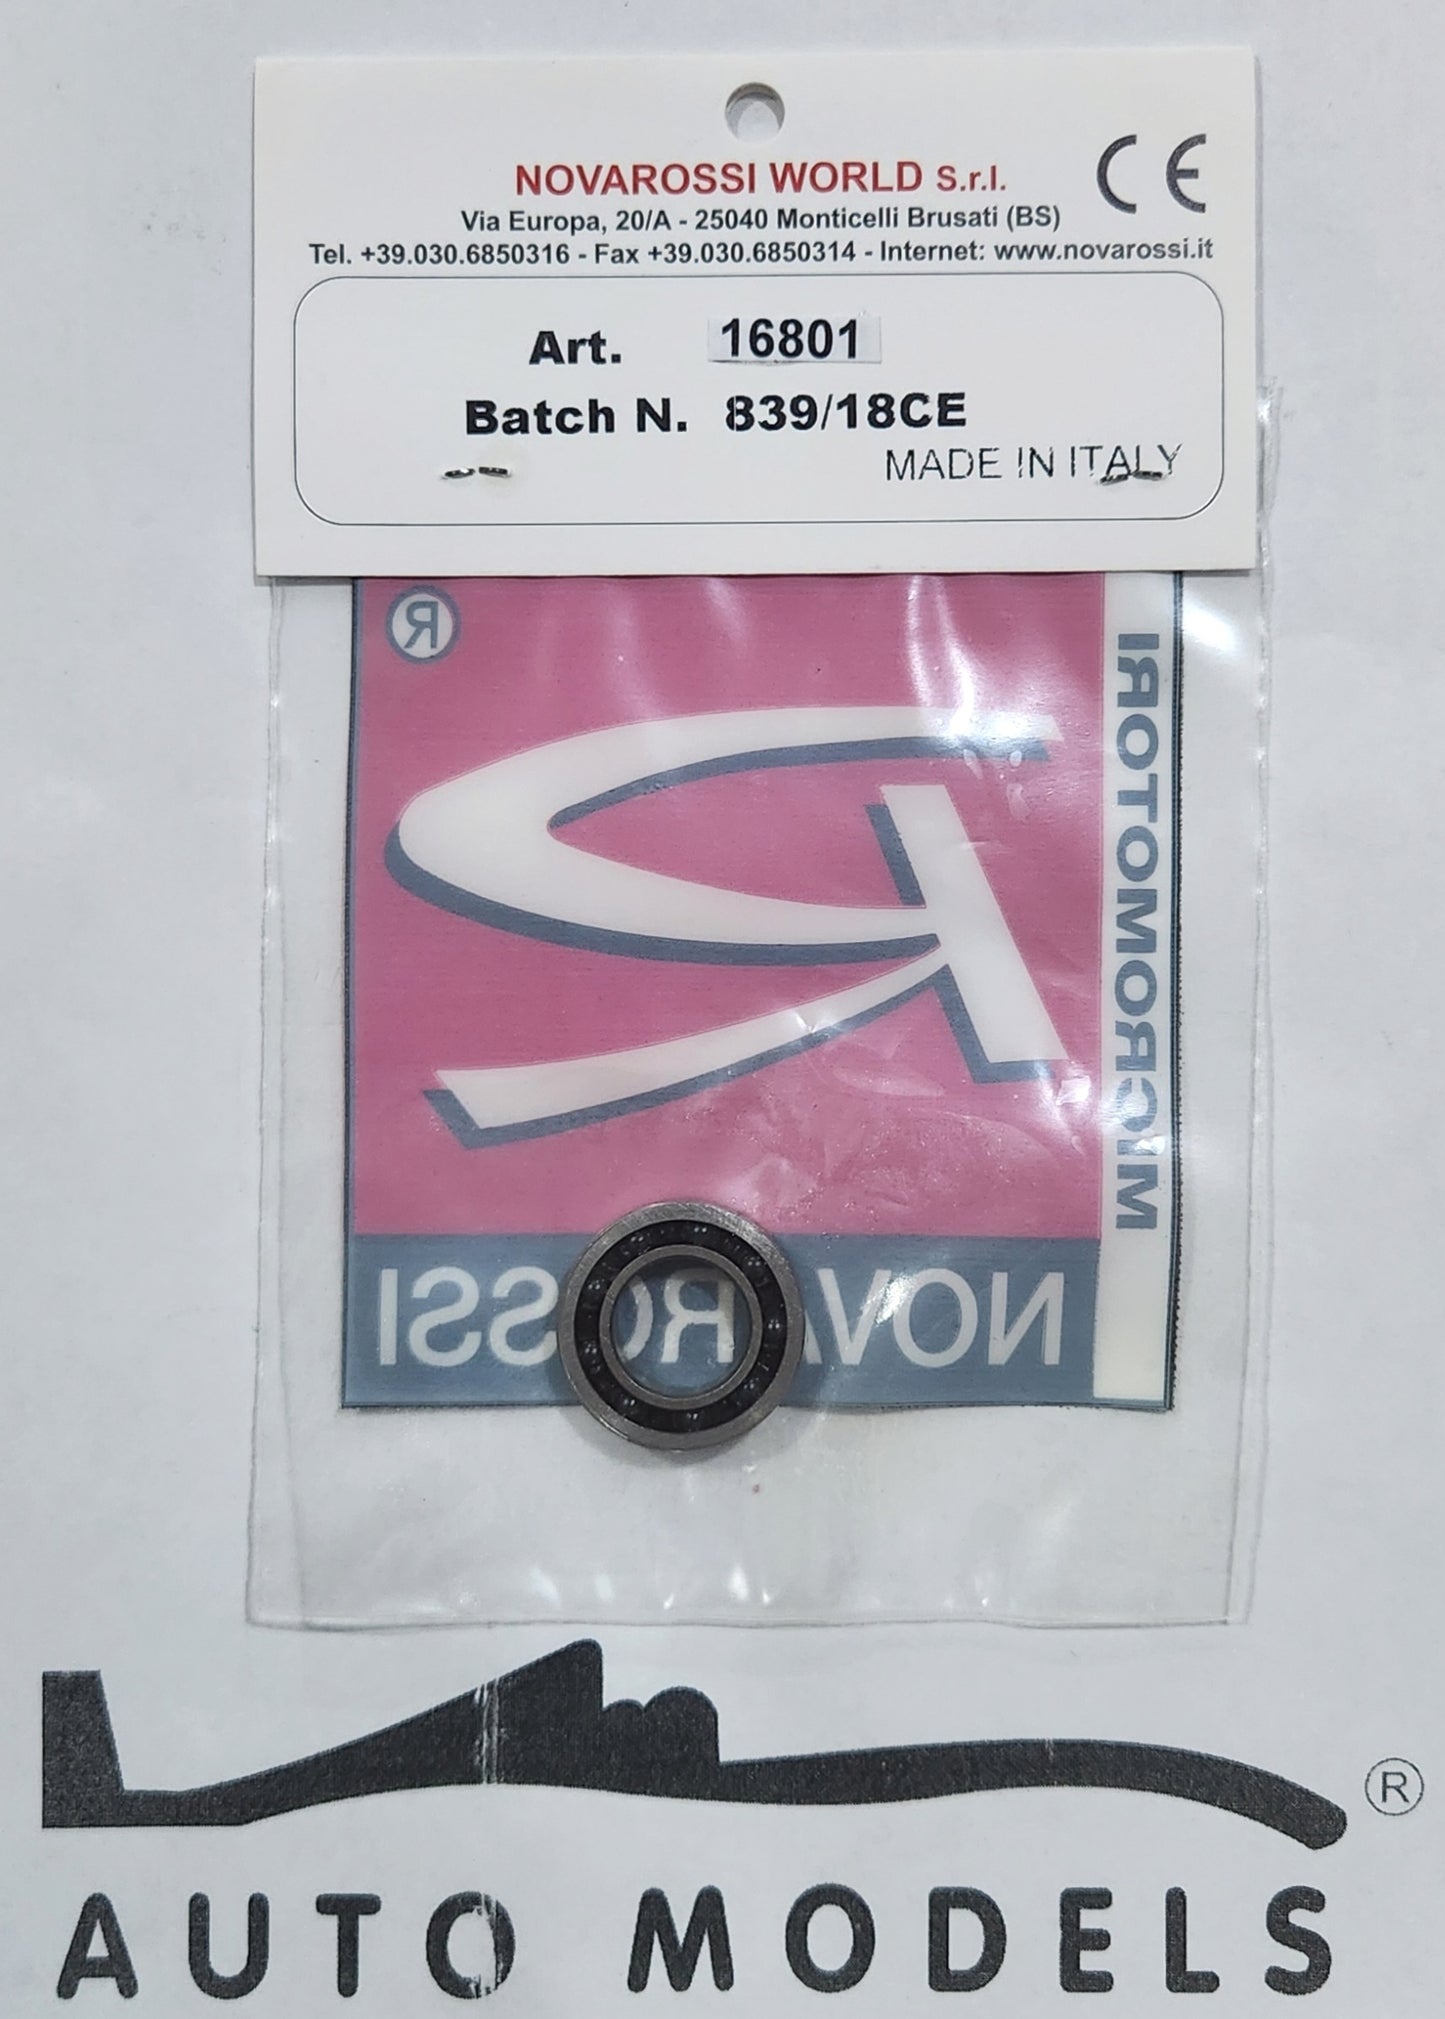 NOVAROSSI WORLD S.r.l.
CE
Via Europa, 20/A - 25040 Monticelli Brusati (BS)
Tel. +39.030.6850316 - Fax +39.030.6850314 - Internet: www.novarossi.it
Art. 16801
Batch N. 839/18CE
MADE IN ITALY
®
MICROMOTORI
NOVAROSSI
®
AUTO MODELS